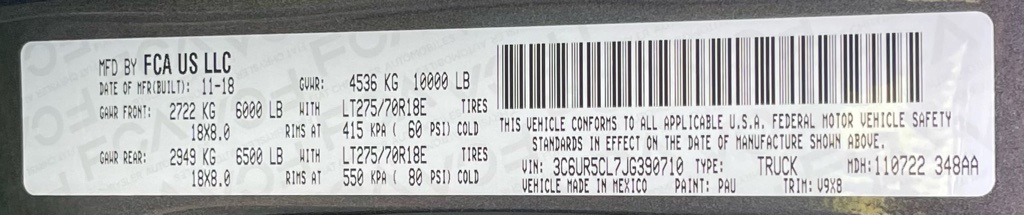 MFD BY FCA US LLC
DATE OF MFR(BUILT): 11-18 GVWR: 4536 KG 10000 LB
GAWR FRONT: 2722 KG 6000 LB WITH LT275/70R18E TIRES
18X8.0 RIMS AT 415 KPA ( 60 PSI) COLD
GAWR REAR: 2949 KG 6500 LB WITH LT275/70R18E TIRES
18X8.0 RIMS AT 550 KPA ( 80 PSI) COLD
THIS VEHICLE CONFORMS TO ALL APPLICABLE U.S.A. FEDERAL MOTOR VEHICLE SAFETY
STANDARDS IN EFFECT ON THE DATE OF MANUFACTURE SHOWN ABOVE.
VIN: 3C6UR5CL7JG390710 TYPE: TRUCK MDH: 110722 348AA
VEHICLE MADE IN MEXICO PAINT: PAU TRIM: V9X8